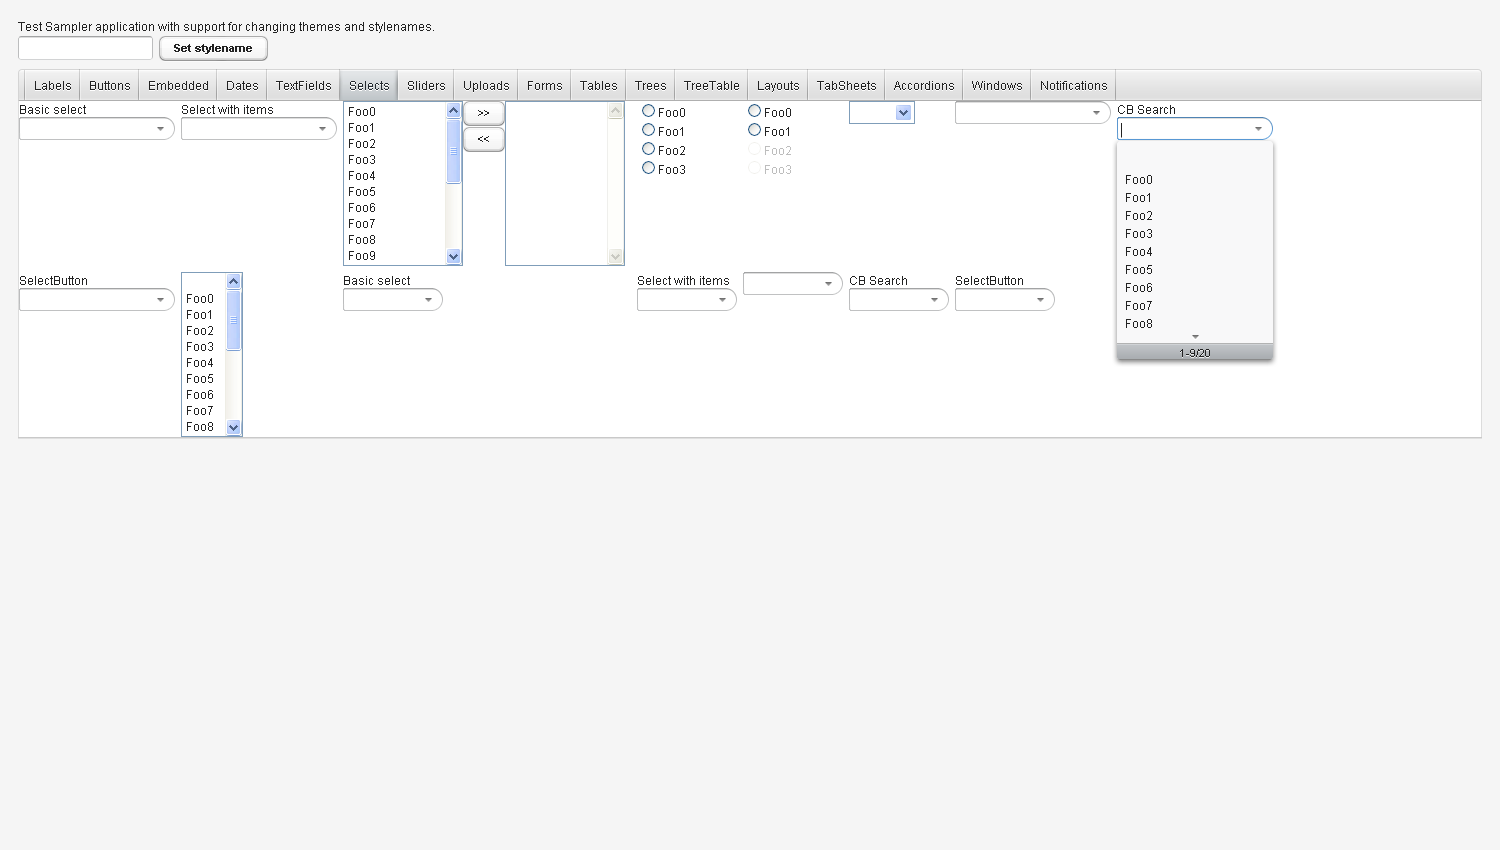 Test Sampler application with support for changing themes and stylenames.
Set stylename
Labels Buttons Embedded Dates TextFields Selects Sliders Uploads Forms Tables Trees TreeTable Layouts TabSheets Accordions Windows Notifications
Basic select
Select with items
Foo0
Foo1
Foo2
Foo3
Foo4
Foo5
Foo6
Foo7
Foo8
Foo9
>>
<<
Foo0
Foo1
Foo2
Foo3
Foo0
Foo1
Foo2
Foo3
CB Search
Foo0
Foo1
Foo2
Foo3
Foo4
Foo5
Foo6
Foo7
Foo8
1-9/20
SelectButton
Foo0
Foo1
Foo2
Foo3
Foo4
Foo5
Foo6
Foo7
Foo8
Basic select
Select with items
CB Search
SelectButton